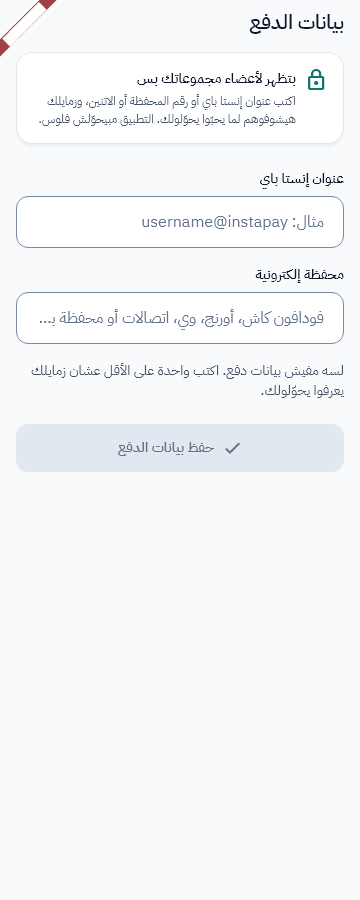 بيانات الدفع
بتظهر لأعضاء مجموعاتك بس
اكتب عنوان إنستا باي أو رقم المحفظة أو الاتنين، وزمايلك
هيشوفوهم لما يحبّوا يحوّلولك. التطبيق مبيحوّلش فلوس.
عنوان إنستا باي
مثال: username@instapay
محفظة إلكترونية
فودافون كاش، أورنج، وي، اتصالات أو محفظة بـ...
لسه مفيش بيانات دفع. اكتب واحدة على الأقل عشان زمايلك
يعرفوا يحوّلولك.
حفظ بيانات الدفع